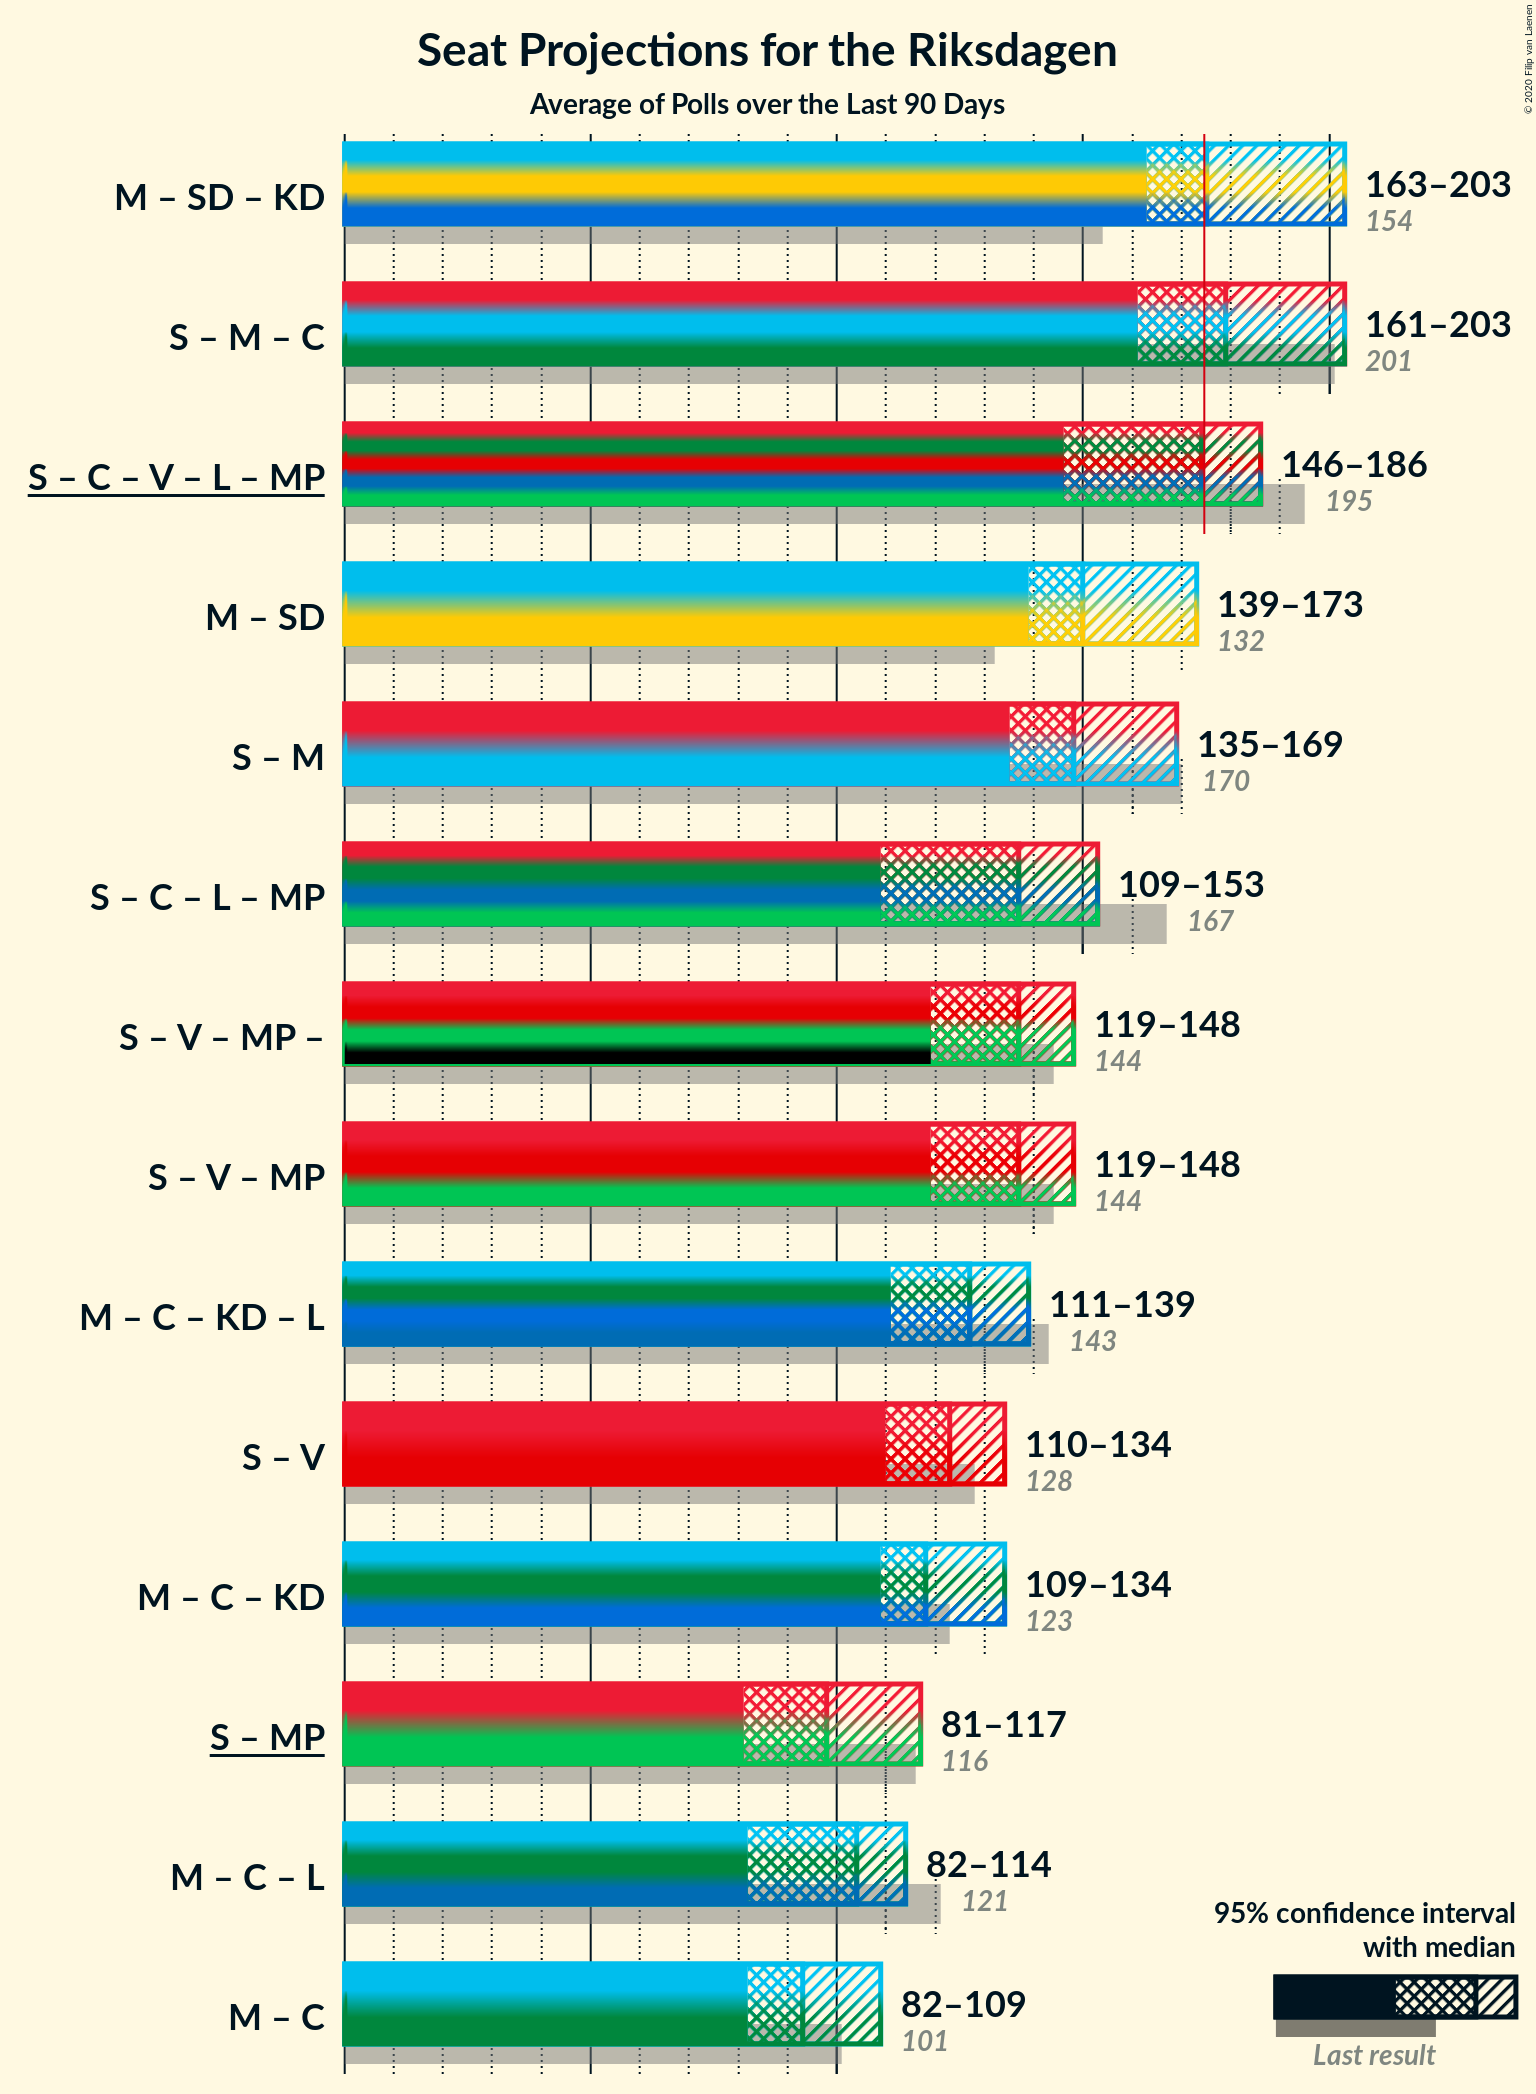 Seat Projections for the Riksdagen
Average of Polls over the Last 90 Days
© 2020 Filip van Laenen
M – SD – KD
163–203
154
S – M – C
161–203
201
S – C – V – L – MP
146–186
195
M – SD
139–173
132
S – M
135–169
170
S – C – L – MP
109–153
167
S – V – MP –
119–148
144
S – V – MP
119–148
144
M – C – KD – L
111–139
143
S – V
110–134
128
M – C – KD
109–134
123
S – MP
81–117
116
M – C – L
82–114
121
M – C
82–109
101
95% confidence interval
with median
Last result